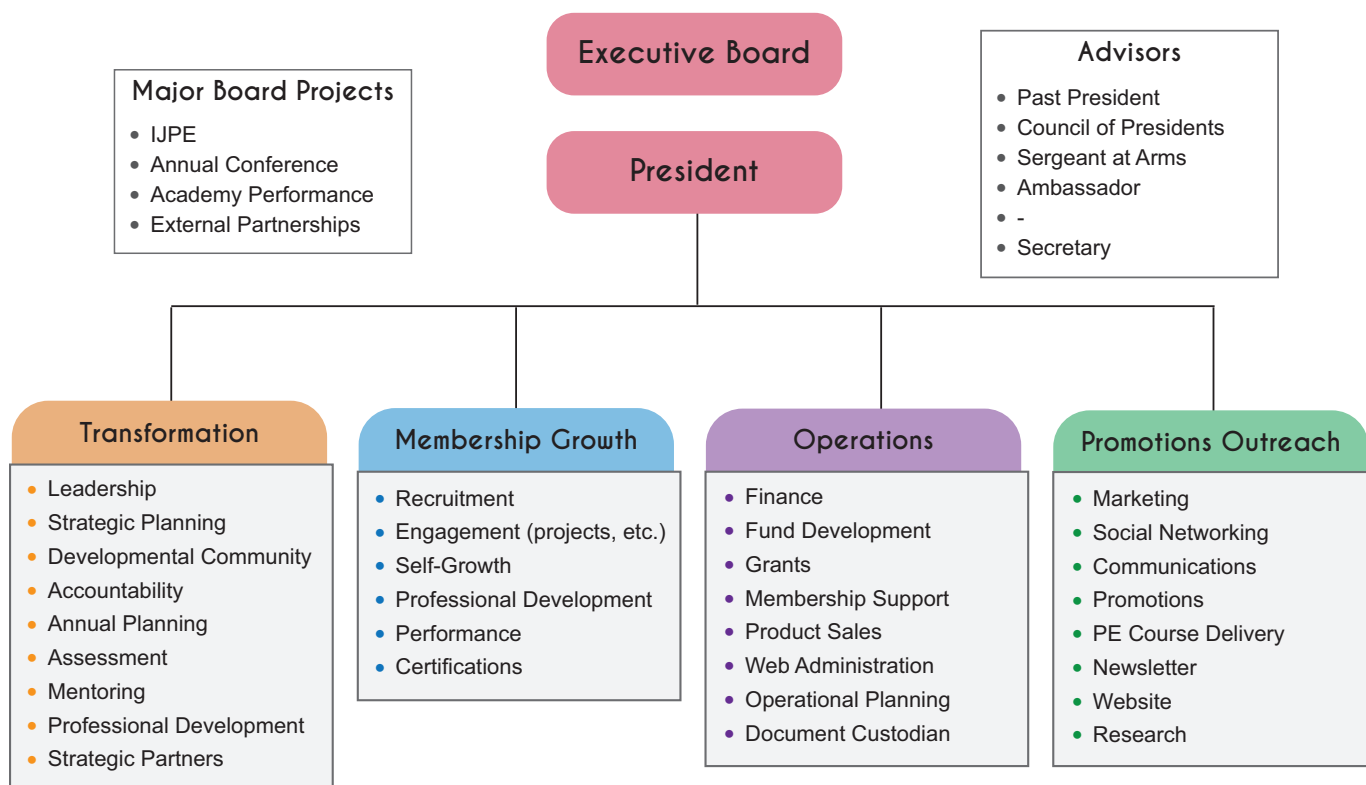 Executive Board
President
Major Board Projects
• IJPE
• Annual Conference
• Academy Performance
• External Partnerships
Advisors
• Past President
• Council of Presidents
• Sergeant at Arms
• Ambassador
• -
• Secretary
Transformation
• Leadership
• Strategic Planning
• Developmental Community
• Accountability
• Annual Planning
• Assessment
• Mentoring
• Professional Development
• Strategic Partners
Membership Growth
• Recruitment
• Engagement (projects, etc.)
• Self-Growth
• Professional Development
• Performance
• Certifications
Operations
• Finance
• Fund Development
• Grants
• Membership Support
• Product Sales
• Web Administration
• Operational Planning
• Document Custodian
Promotions Outreach
• Marketing
• Social Networking
• Communications
• Promotions
• PE Course Delivery
• Newsletter
• Website
• Research